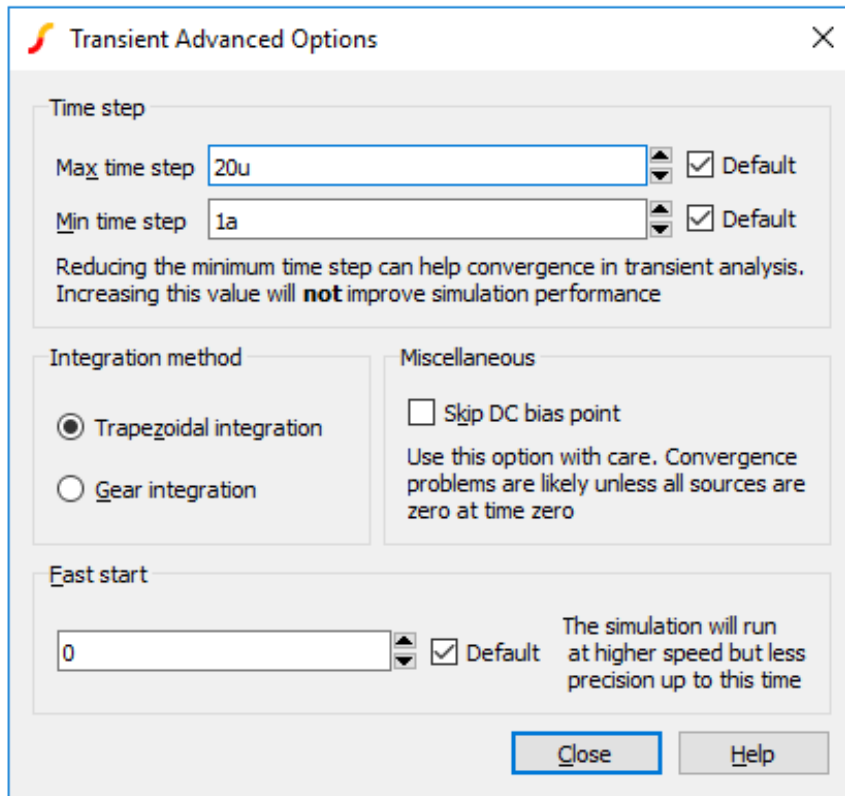 Transient Advanced Options
Time step
Max time step 20u Default
Min time step 1a Default
Reducing the minimum time step can help convergence in transient analysis.
Increasing this value will not improve simulation performance
Integration method
Trapezoidal integration
Gear integration
Miscellaneous
Skip DC bias point
Use this option with care. Convergence
problems are likely unless all sources are
zero at time zero
Fast start
0 Default
The simulation will run
at higher speed but less
precision up to this time
Close Help